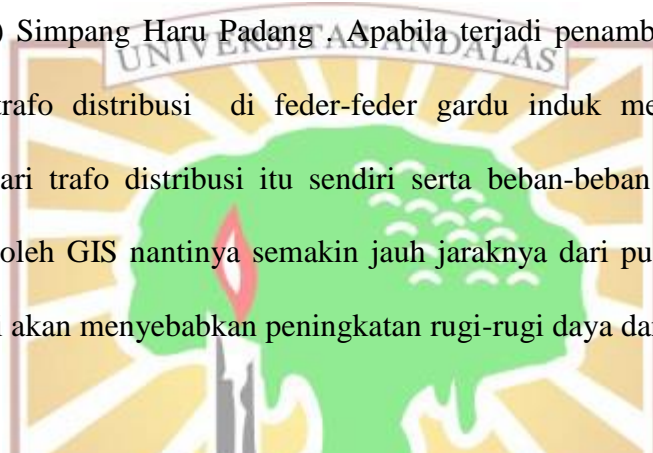 ) Simpang Haru Padang . Apabila terjadi penamb
UNIVERSITAS ANDALAS
trafo distribusi di feder-feder gardu induk me
ari trafo distribusi itu sendiri serta beban-beban
oleh GIS nantinya semakin jauh jaraknya dari pu
akan menyebabkan peningkatan rugi-rugi daya da